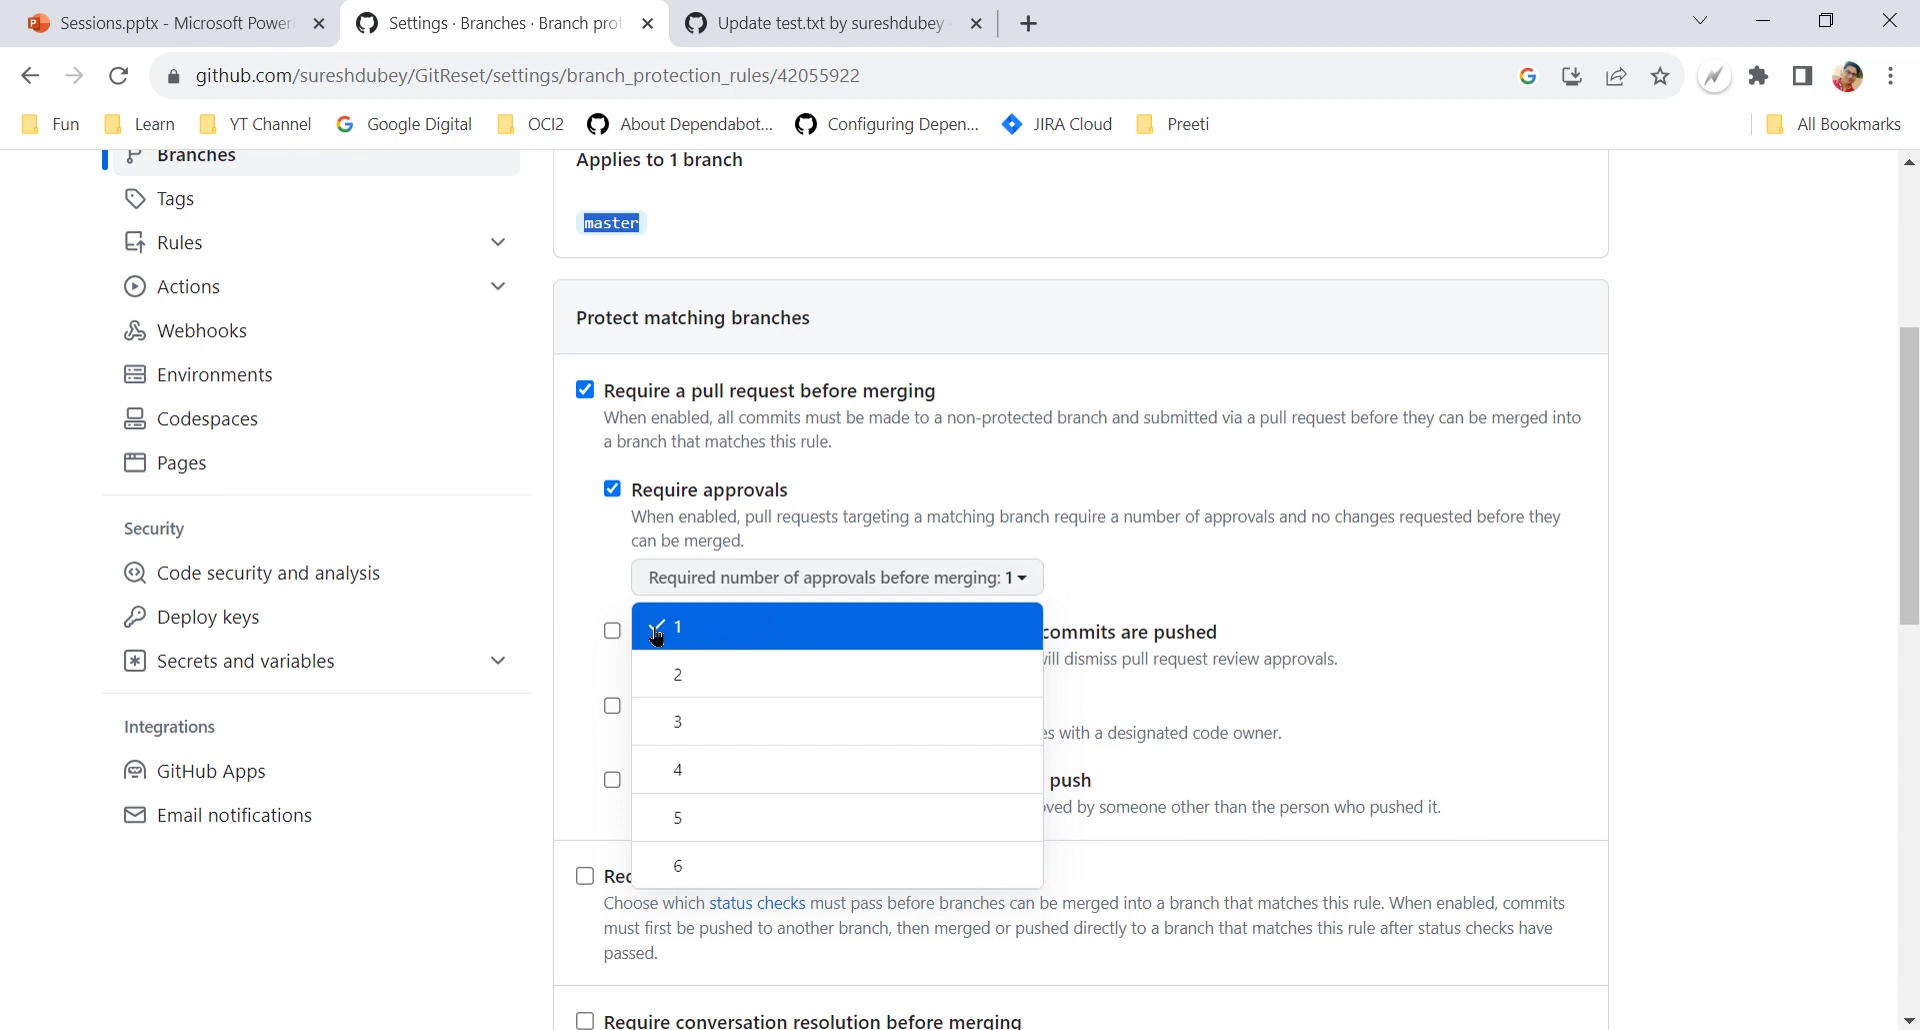 Sessions.pptx - Microsoft Power
Settings · Branches · Branch pro
Update test.txt by sureshdubey
github.com/sureshdubey/GitReset/settings/branch_protection_rules/42055922
Fun
Learn
YT Channel
Google Digital
OCI2
About Dependabot...
Configuring Depen...
JIRA Cloud
Preeti
All Bookmarks
Branches
Tags
Rules
Actions
Webhooks
Environments
Codespaces
Pages
Security
Code security and analysis
Deploy keys
Secrets and variables
Integrations
GitHub Apps
Email notifications
Applies to 1 branch
master
Protect matching branches
Require a pull request before merging
When enabled, all commits must be made to a non-protected branch and submitted via a pull request before they can be merged into
a branch that matches this rule.
Require approvals
When enabled, pull requests targeting a matching branch require a number of approvals and no changes requested before they
can be merged.
Required number of approvals before merging: 1
1
2
3
4
5
6
commits are pushed
will dismiss pull request review approvals.
with a designated code owner.
push
by someone other than the person who pushed it.
Choose which status checks must pass before branches can be merged into a branch that matches this rule. When enabled, commits
must first be pushed to another branch, then merged or pushed directly to a branch that matches this rule after status checks have
passed.
Require conversation resolution before merging